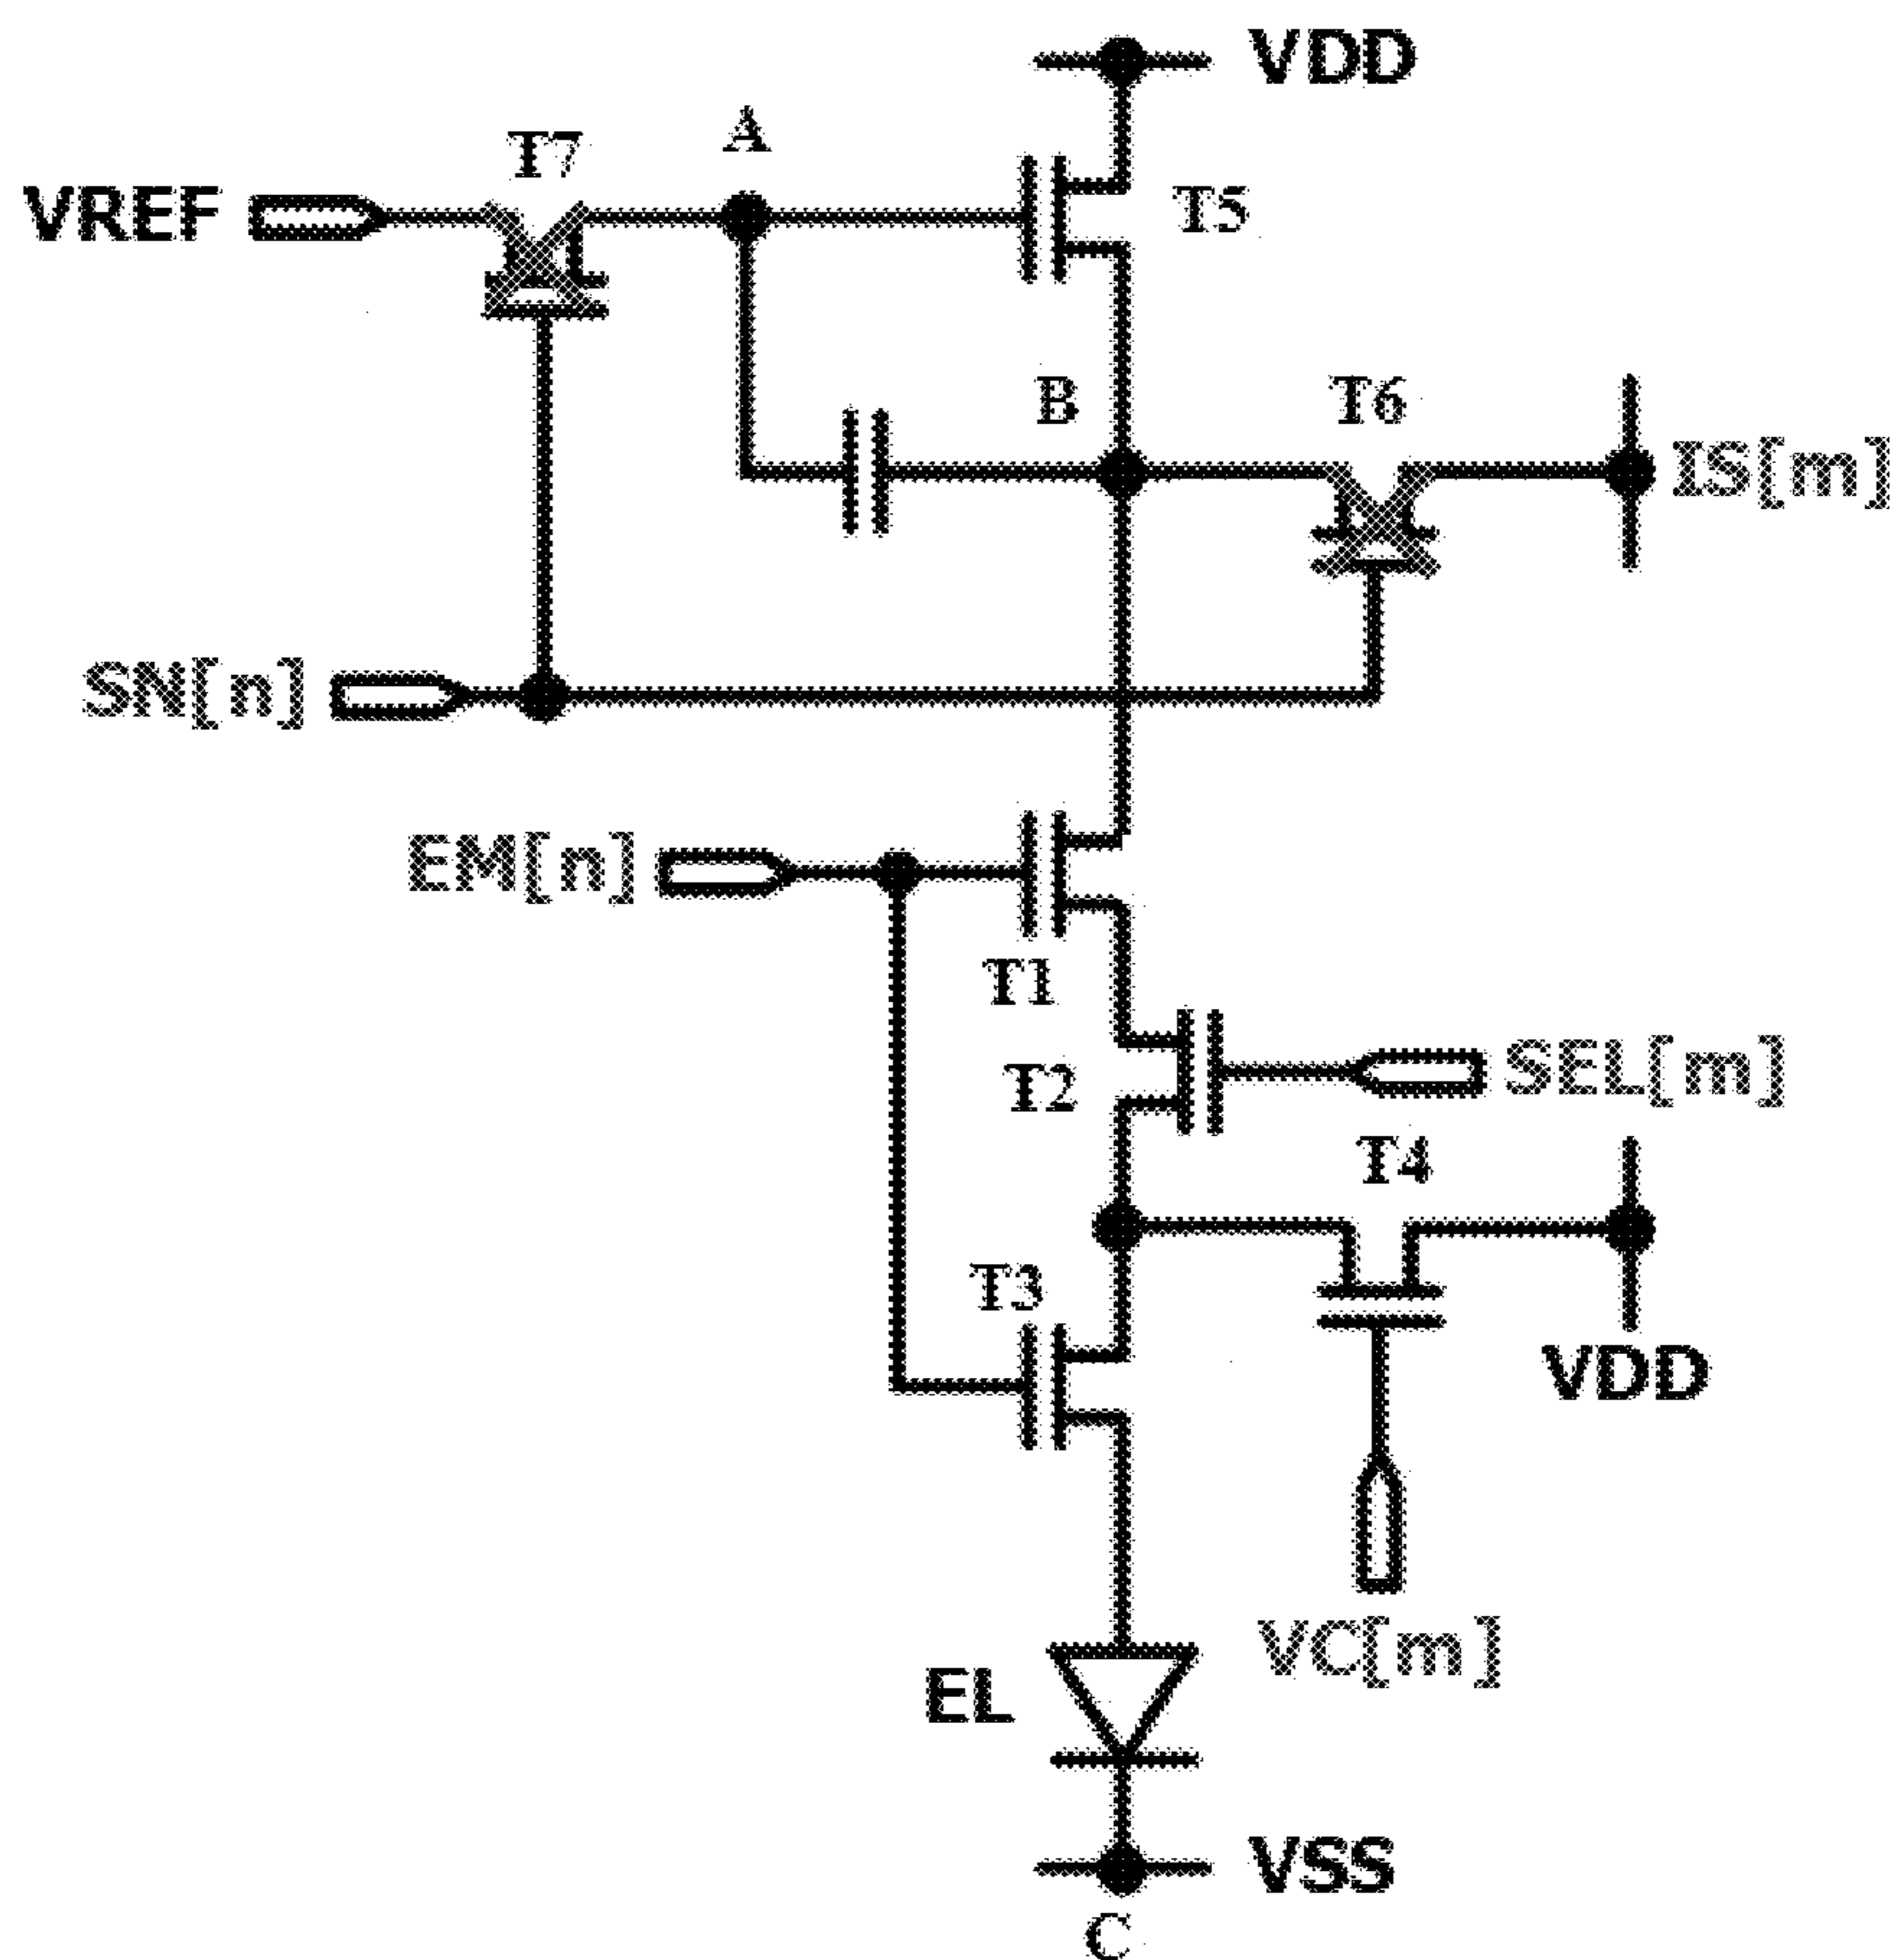 VDD
A
T7
VREF
T5
B
T6
IS[m]
SN[n]
EM[n]
T1
SEL[m]
T2
T4
T3
VDD
VC[m]
EL
VSS
C